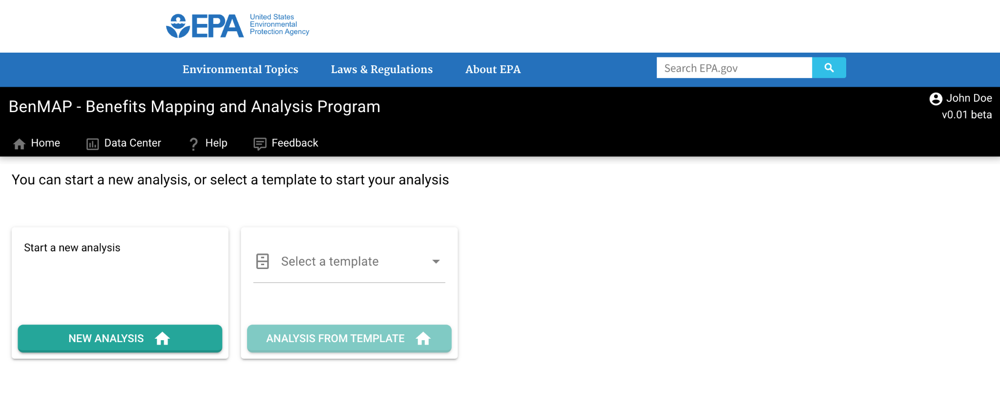 EPA
United States
Environmental
Protection Agency
Environmental Topics Laws & Regulations About EPA Search EPA.gov
BenMAP - Benefits Mapping and Analysis Program
John Doe
v0.01 beta
Home Data Center Help Feedback
You can start a new analysis, or select a template to start your analysis
Start a new analysis
Select a template
NEW ANALYSIS
ANALYSIS FROM TEMPLATE